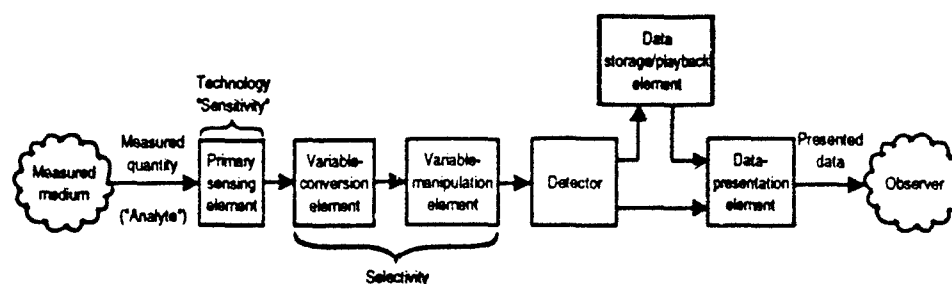 Data
storage/playback
element
Technology
"Sensitivity"
Measured
medium
Measured
quantity
("Analyte")
Primary
sensing
element
Variable-
conversion
element
Variable-
manipulation
element
Detector
Data-
presentation
element
Presented
data
Observer
Selectivity